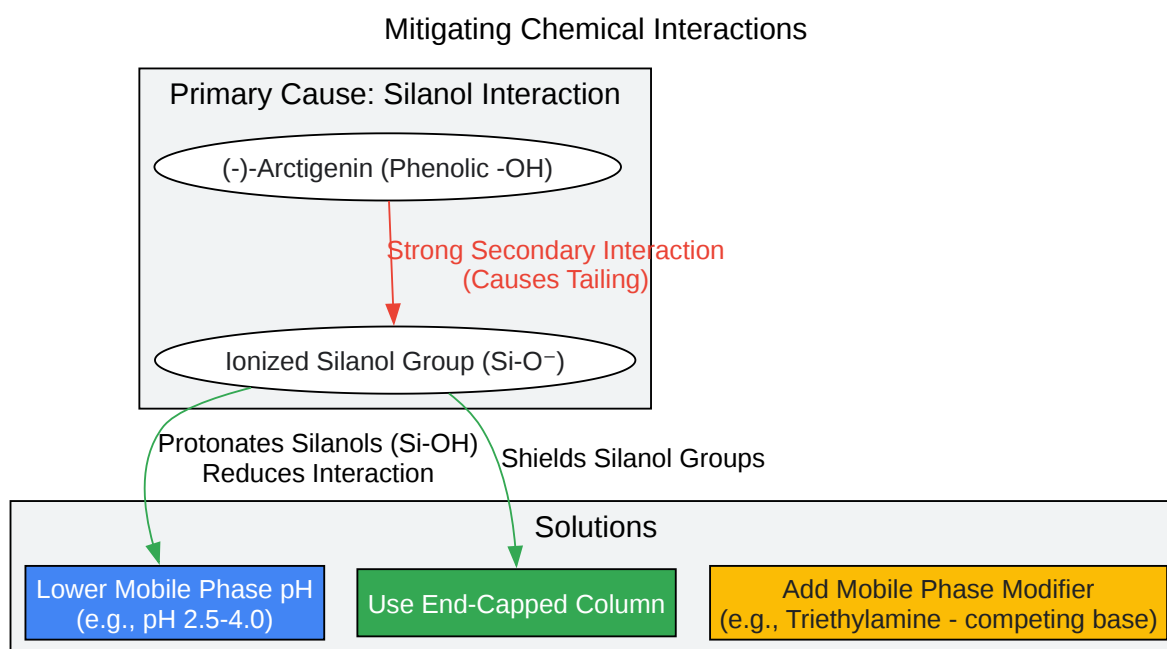 Mitigating Chemical Interactions
Primary Cause: Silanol Interaction
(-)-Arctigenin (Phenolic -OH)
Strong Secondary Interaction
(Causes Tailing)
Ionized Silanol Group (Si-O⁻)
Protonates Silanols (Si-OH)
Reduces Interaction
Shields Silanol Groups
Solutions
Lower Mobile Phase pH
(e.g., pH 2.5-4.0)
Use End-Capped Column
Add Mobile Phase Modifier
(e.g., Triethylamine - competing base)